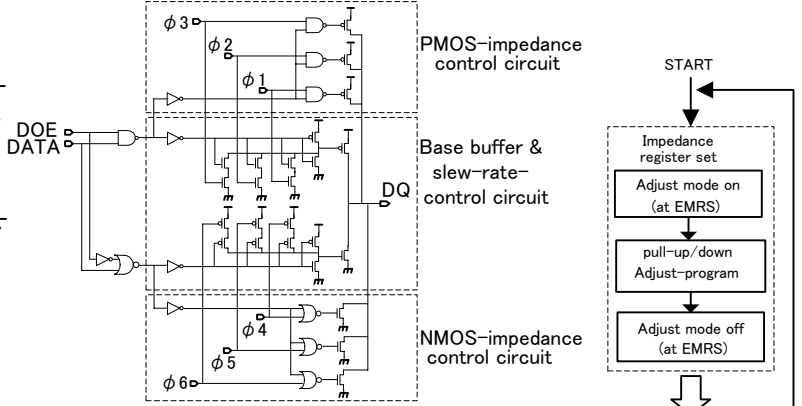 ϕ3
ϕ2
ϕ1
PMOS-impedance
control circuit
DOE
DATA
Base buffer &
slew-rate-
control circuit
DQ
ϕ4
ϕ5
ϕ6
NMOS-impedance
control circuit
START
Impedance
register set
Adjust mode on
(at EMRS)
pull-up/down
Adjust-program
Adjust mode off
(at EMRS)